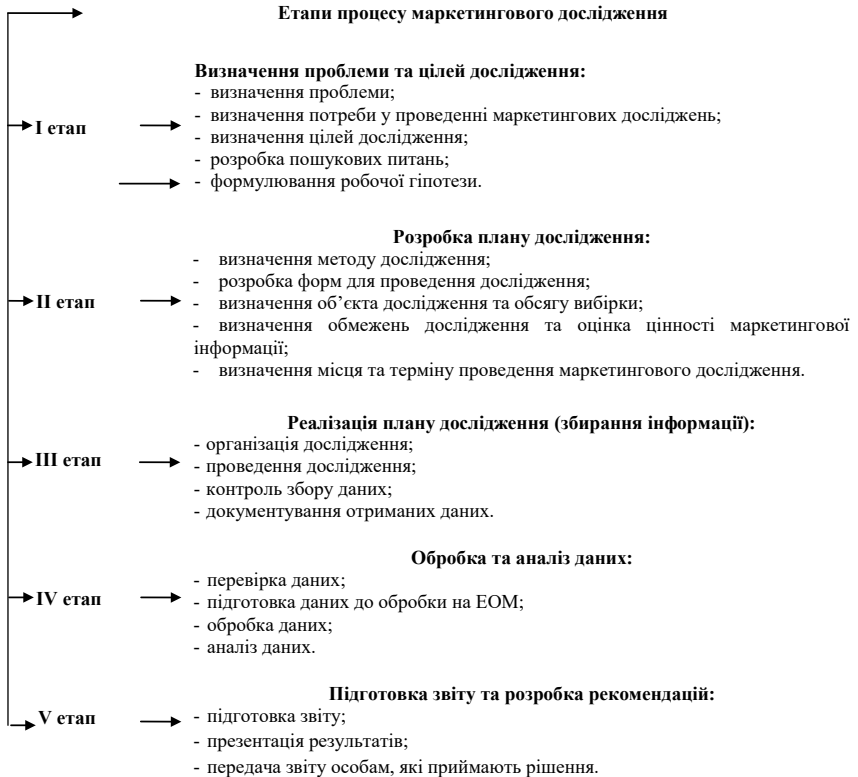 Етапи процесу маркетингового дослідження
Визначення проблеми та цілей дослідження:
- визначення проблеми;
- визначення потреби у проведенні маркетингових досліджень;
І етап
- визначення цілей дослідження;
- розробка пошукових питань;
- формулювання робочої гіпотези.
Розробка плану дослідження:
- визначення методу дослідження;
- розробка форм для проведення дослідження;
ІІ етап
- визначення об’єкта дослідження та обсягу вибірки;
- визначення обмежень дослідження та оцінка цінності маркетингової
інформації;
- визначення місця та терміну проведення маркетингового дослідження.
Реалізація плану дослідження (збирання інформації):
- організація дослідження;
ІІІ етап
- проведення дослідження;
- контроль збору даних;
- документування отриманих даних.
Обробка та аналіз даних:
- перевірка даних;
IV етап
- підготовка даних до обробки на ЕОМ;
- обробка даних;
- аналіз даних.
Підготовка звіту та розробка рекомендацій:
V етап
- підготовка звіту;
- презентація результатів;
- передача звіту особам, які приймають рішення.